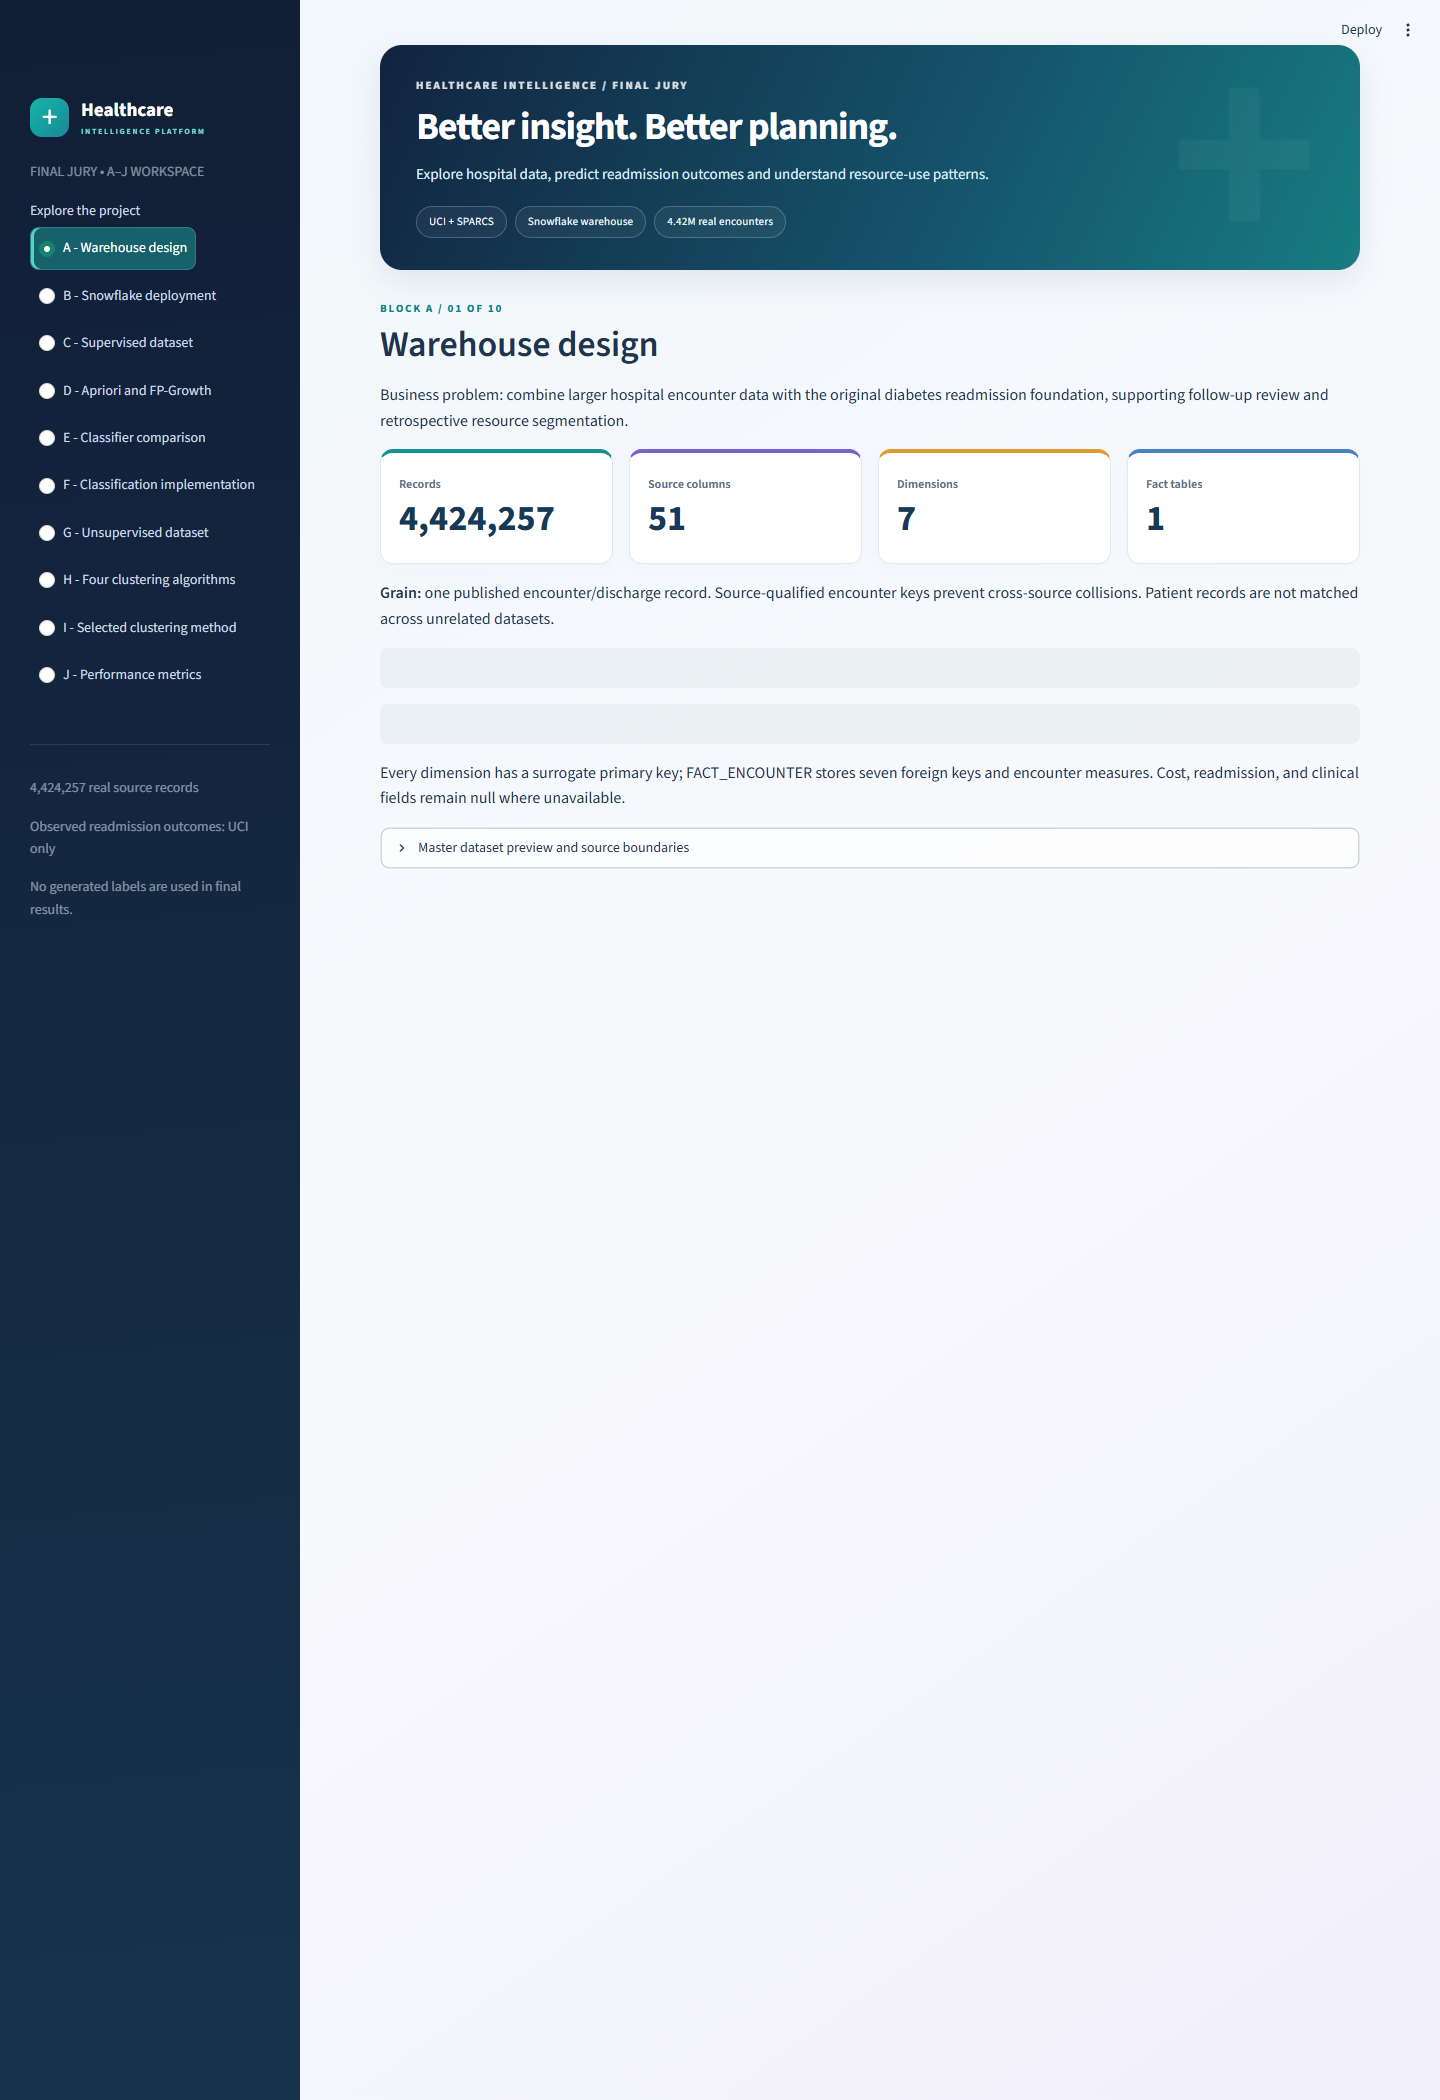 Deploy
+
Healthcare
INTELLIGENCE PLATFORM
FINAL JURY • A–J WORKSPACE
Explore the project
A - Warehouse design
B - Snowflake deployment
C - Supervised dataset
D - Apriori and FP-Growth
E - Classifier comparison
F - Classification implementation
G - Unsupervised dataset
H - Four clustering algorithms
I - Selected clustering method
J - Performance metrics
4,424,257 real source records
Observed readmission outcomes: UCI
only
No generated labels are used in final
results.
HEALTHCARE INTELLIGENCE / FINAL JURY
Better insight. Better planning.
Explore hospital data, predict readmission outcomes and understand resource-use patterns.
UCI + SPARCS
Snowflake warehouse
4.42M real encounters
BLOCK A / 01 OF 10
Warehouse design
Business problem: combine larger hospital encounter data with the original diabetes readmission foundation, supporting follow-up review and
retrospective resource segmentation.
Records
4,424,257
Source columns
51
Dimensions
7
Fact tables
1
Grain: one published encounter/discharge record. Source-qualified encounter keys prevent cross-source collisions. Patient records are not matched
across unrelated datasets.
Every dimension has a surrogate primary key; FACT_ENCOUNTER stores seven foreign keys and encounter measures. Cost, readmission, and clinical
fields remain null where unavailable.
Master dataset preview and source boundaries